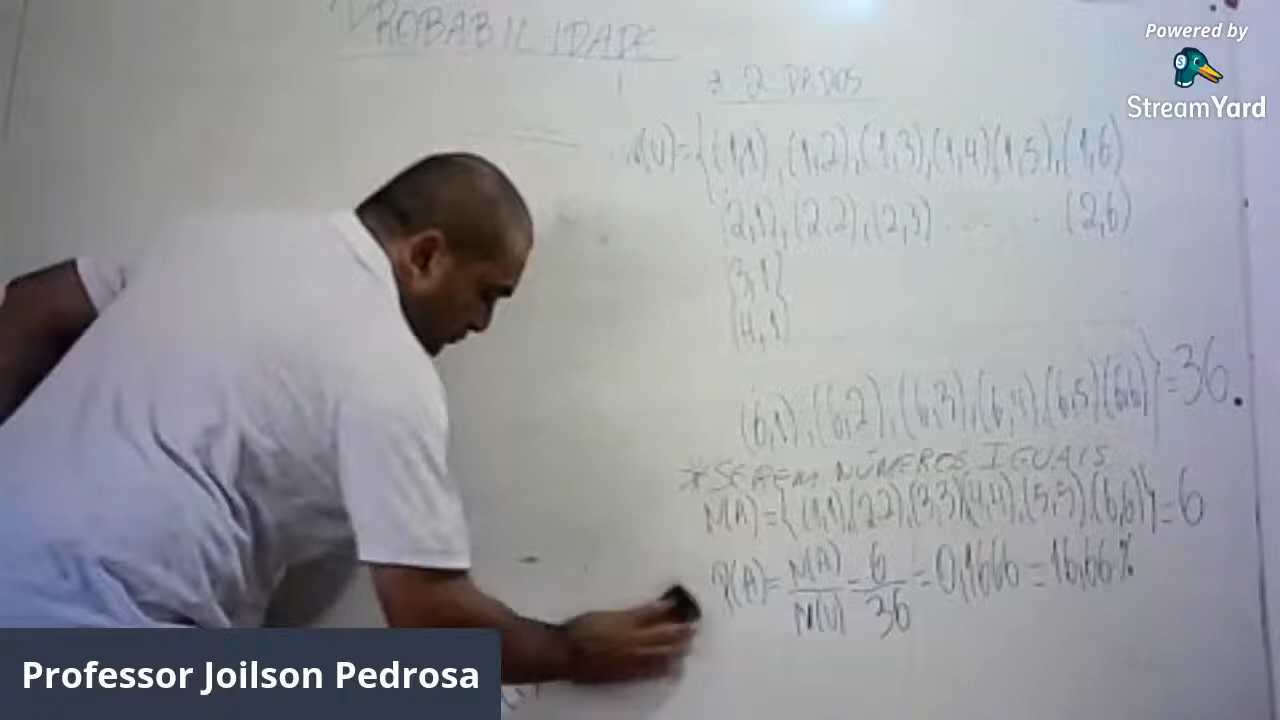 PROBABILIDADE
* 2 DADOS
N(U)={(1,1),(1,2),(1,3),(1,4)(1,5),(1,6)
(2,1),(2,2),(2,3) ..... (2,6)
(3,1)
(4,1)
(6,1),(6,2),(6,3),(6,4),(6,5)(6,6)}=36.
*SEREM NÚMEROS IGUAIS
N(A)={(1,1)(2,2),(3,3)(4,4),(5,5),(6,6)}=6
P(A)=N(A)/N(U)=6/36=0,1666=16,66%
Professor Joilson Pedrosa
Powered by
StreamYard